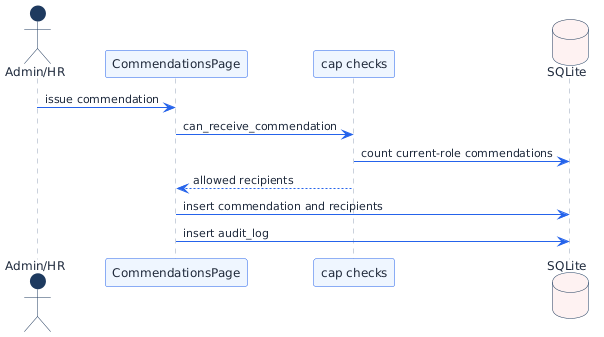 Admin/HR
CommendationsPage
cap checks
SQLite
issue commendation
can_receive_commendation
count current-role commendations
allowed recipients
insert commendation and recipients
insert audit_log
Admin/HR
CommendationsPage
cap checks
SQLite